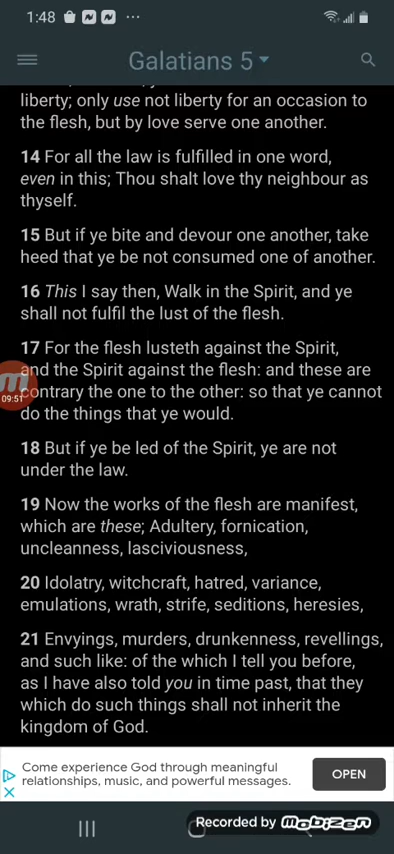 1:48
Galatians 5
liberty; only use not liberty for an occasion to
the flesh, but by love serve one another.
14 For all the law is fulfilled in one word,
even in this; Thou shalt love thy neighbour as
thyself.
15 But if ye bite and devour one another, take
heed that ye be not consumed one of another.
16 This I say then, Walk in the Spirit, and ye
shall not fulfil the lust of the flesh.
17 For the flesh lusteth against the Spirit,
and the Spirit against the flesh: and these are
contrary the one to the other: so that ye cannot
do the things that ye would.
09:51
18 But if ye be led of the Spirit, ye are not
under the law.
19 Now the works of the flesh are manifest,
which are these; Adultery, fornication,
uncleanness, lasciviousness,
20 Idolatry, witchcraft, hatred, variance,
emulations, wrath, strife, seditions, heresies,
21 Envyings, murders, drunkenness, revellings,
and such like: of the which I tell you before,
as I have also told you in time past, that they
which do such things shall not inherit the
kingdom of God.
Come experience God through meaningful
relationships, music, and powerful messages.
OPEN
Recorded by mobizen